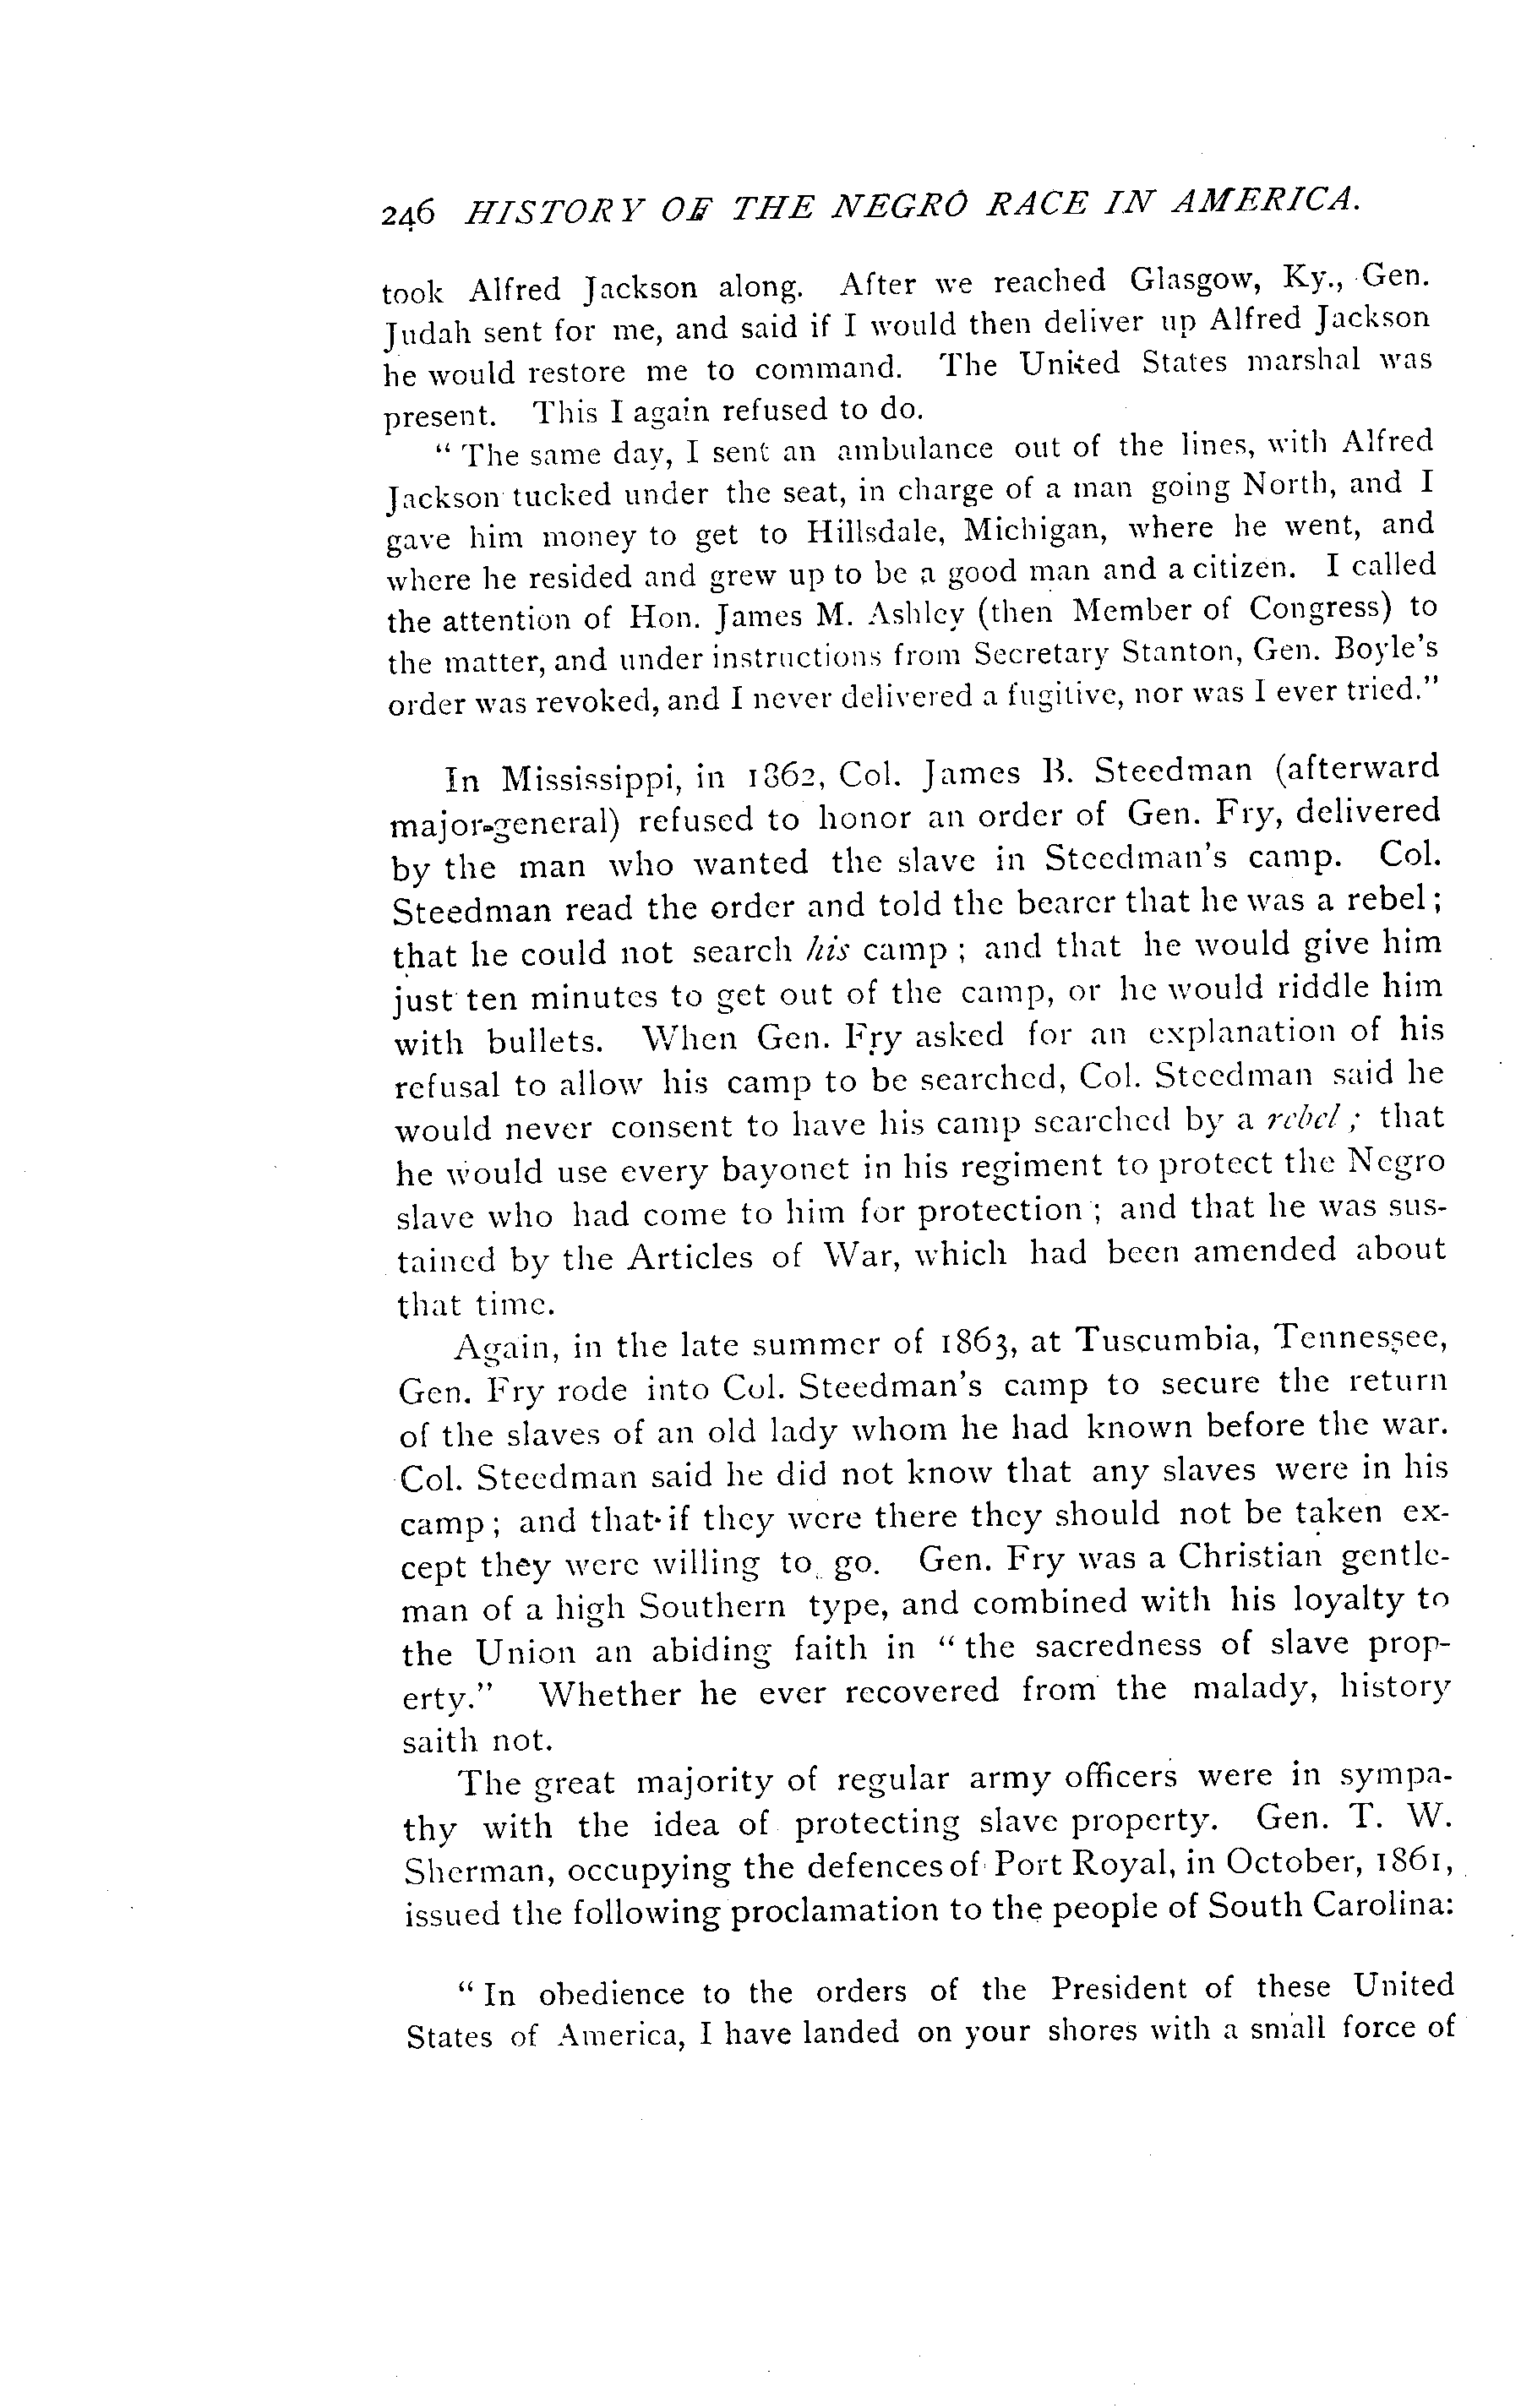 246 HISTORY OF THE NEGRO RACE IN AMERICA.
took Alfred Jackson along. After we reached Glasgow, Ky., Gen.
Judah sent for me, and said if I would then deliver up Alfred Jackson
he would restore me to command. The United States marshal was
present. This I again refused to do.
" The same day, I sent an ambulance out of the lines, with Alfred
Jackson tucked under the seat, in charge of a man going North, and I
gave him money to get to Hillsdale, Michigan, where he went, and
where he resided and grew up to be a good man and a citizen. I called
the attention of Hon. James M. Ashley (then Member of Congress) to
the matter, and under instructions from Secretary Stanton, Gen. Boyle's
order was revoked, and I never delivered a fugitive, nor was I ever tried."
In Mississippi, in 1862, Col. James B. Steedman (afterward
major-general) refused to honor an order of Gen. Fry, delivered
by the man who wanted the slave in Steedman's camp. Col.
Steedman read the order and told the bearer that he was a rebel;
that he could not search his camp; and that he would give him
just ten minutes to get out of the camp, or he would riddle him
with bullets. When Gen. Fry asked for an explanation of his
refusal to allow his camp to be searched, Col. Steedman said he
would never consent to have his camp searched by a rebel; that
he would use every bayonet in his regiment to protect the Negro
slave who had come to him for protection; and that he was sus-
tained by the Articles of War, which had been amended about
that time.
Again, in the late summer of 1863, at Tuscumbia, Tennessee,
Gen. Fry rode into Col. Steedman's camp to secure the return
of the slaves of an old lady whom he had known before the war.
Col. Steedman said he did not know that any slaves were in his
camp; and that if they were there they should not be taken ex-
cept they were willing to go. Gen. Fry was a Christian gentle-
man of a high Southern type, and combined with his loyalty to
the Union an abiding faith in " the sacredness of slave prop-
erty." Whether he ever recovered from the malady, history
saith not.
The great majority of regular army officers were in sympa-
thy with the idea of protecting slave property. Gen. T. W.
Sherman, occupying the defences of Port Royal, in October, 1861,
issued the following proclamation to the people of South Carolina:
" In obedience to the orders of the President of these United
States of America, I have landed on your shores with a small force of